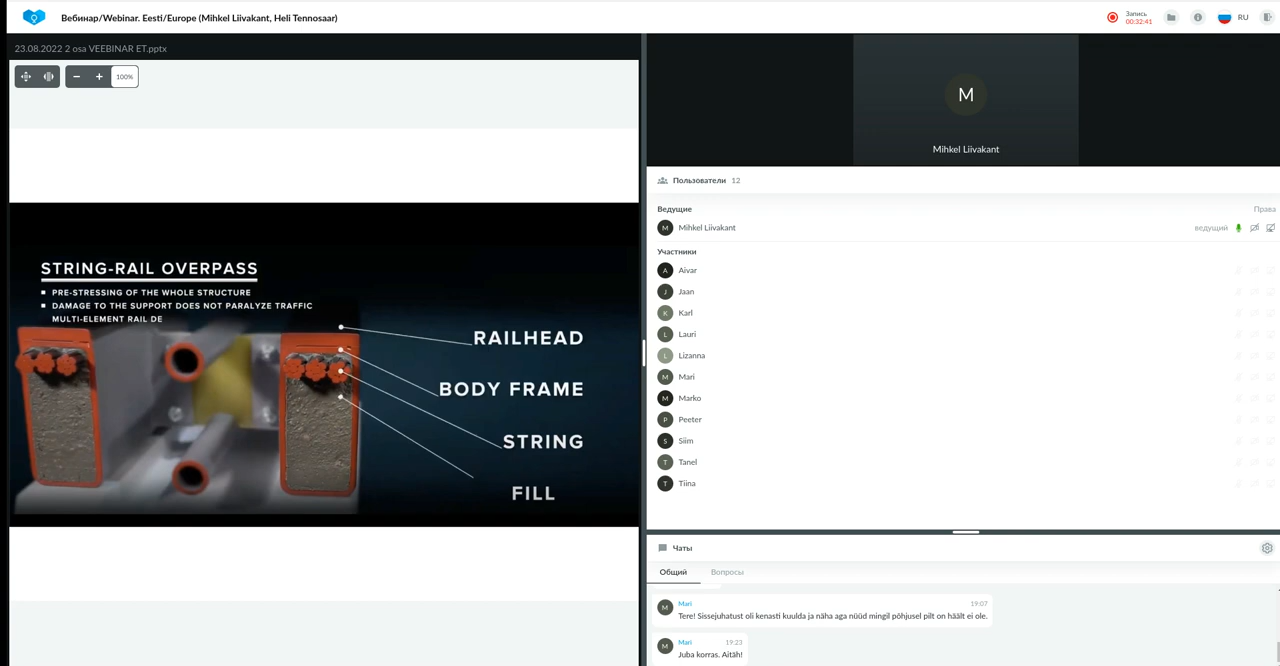 Вебинар/Webinar. Eesti/Europe (Mihkel Liivakant, Heli Tennosaar)
Запись
00:32:41
RU
23.08.2022 2 osa VEEBINAR ET.pptx
100%
STRING-RAIL OVERPASS
▪ PRE-STRESSING OF THE WHOLE STRUCTURE
▪ DAMAGE TO THE SUPPORT DOES NOT PARALYZE TRAFFIC
MULTI-ELEMENT RAIL DE
RAILHEAD
BODY FRAME
STRING
FILL
M
Mihkel Liivakant
Пользователи 12
Ведущие Права
M Mihkel Liivakant ведущий
Участники
A Aivar
J Jaan
K Karl
L Lauri
L Lizanna
M Mari
M Marko
P Peeter
S Siim
T Tanel
T Tiina
Чаты
Общий Вопросы
M Mari 19:07
Tere! Sissejuhatust oli kenasti kuulda ja näha aga nüüd mingil põhjusel pilt on häält ei ole.
M Mari 19:23
Juba korras. Aitäh!